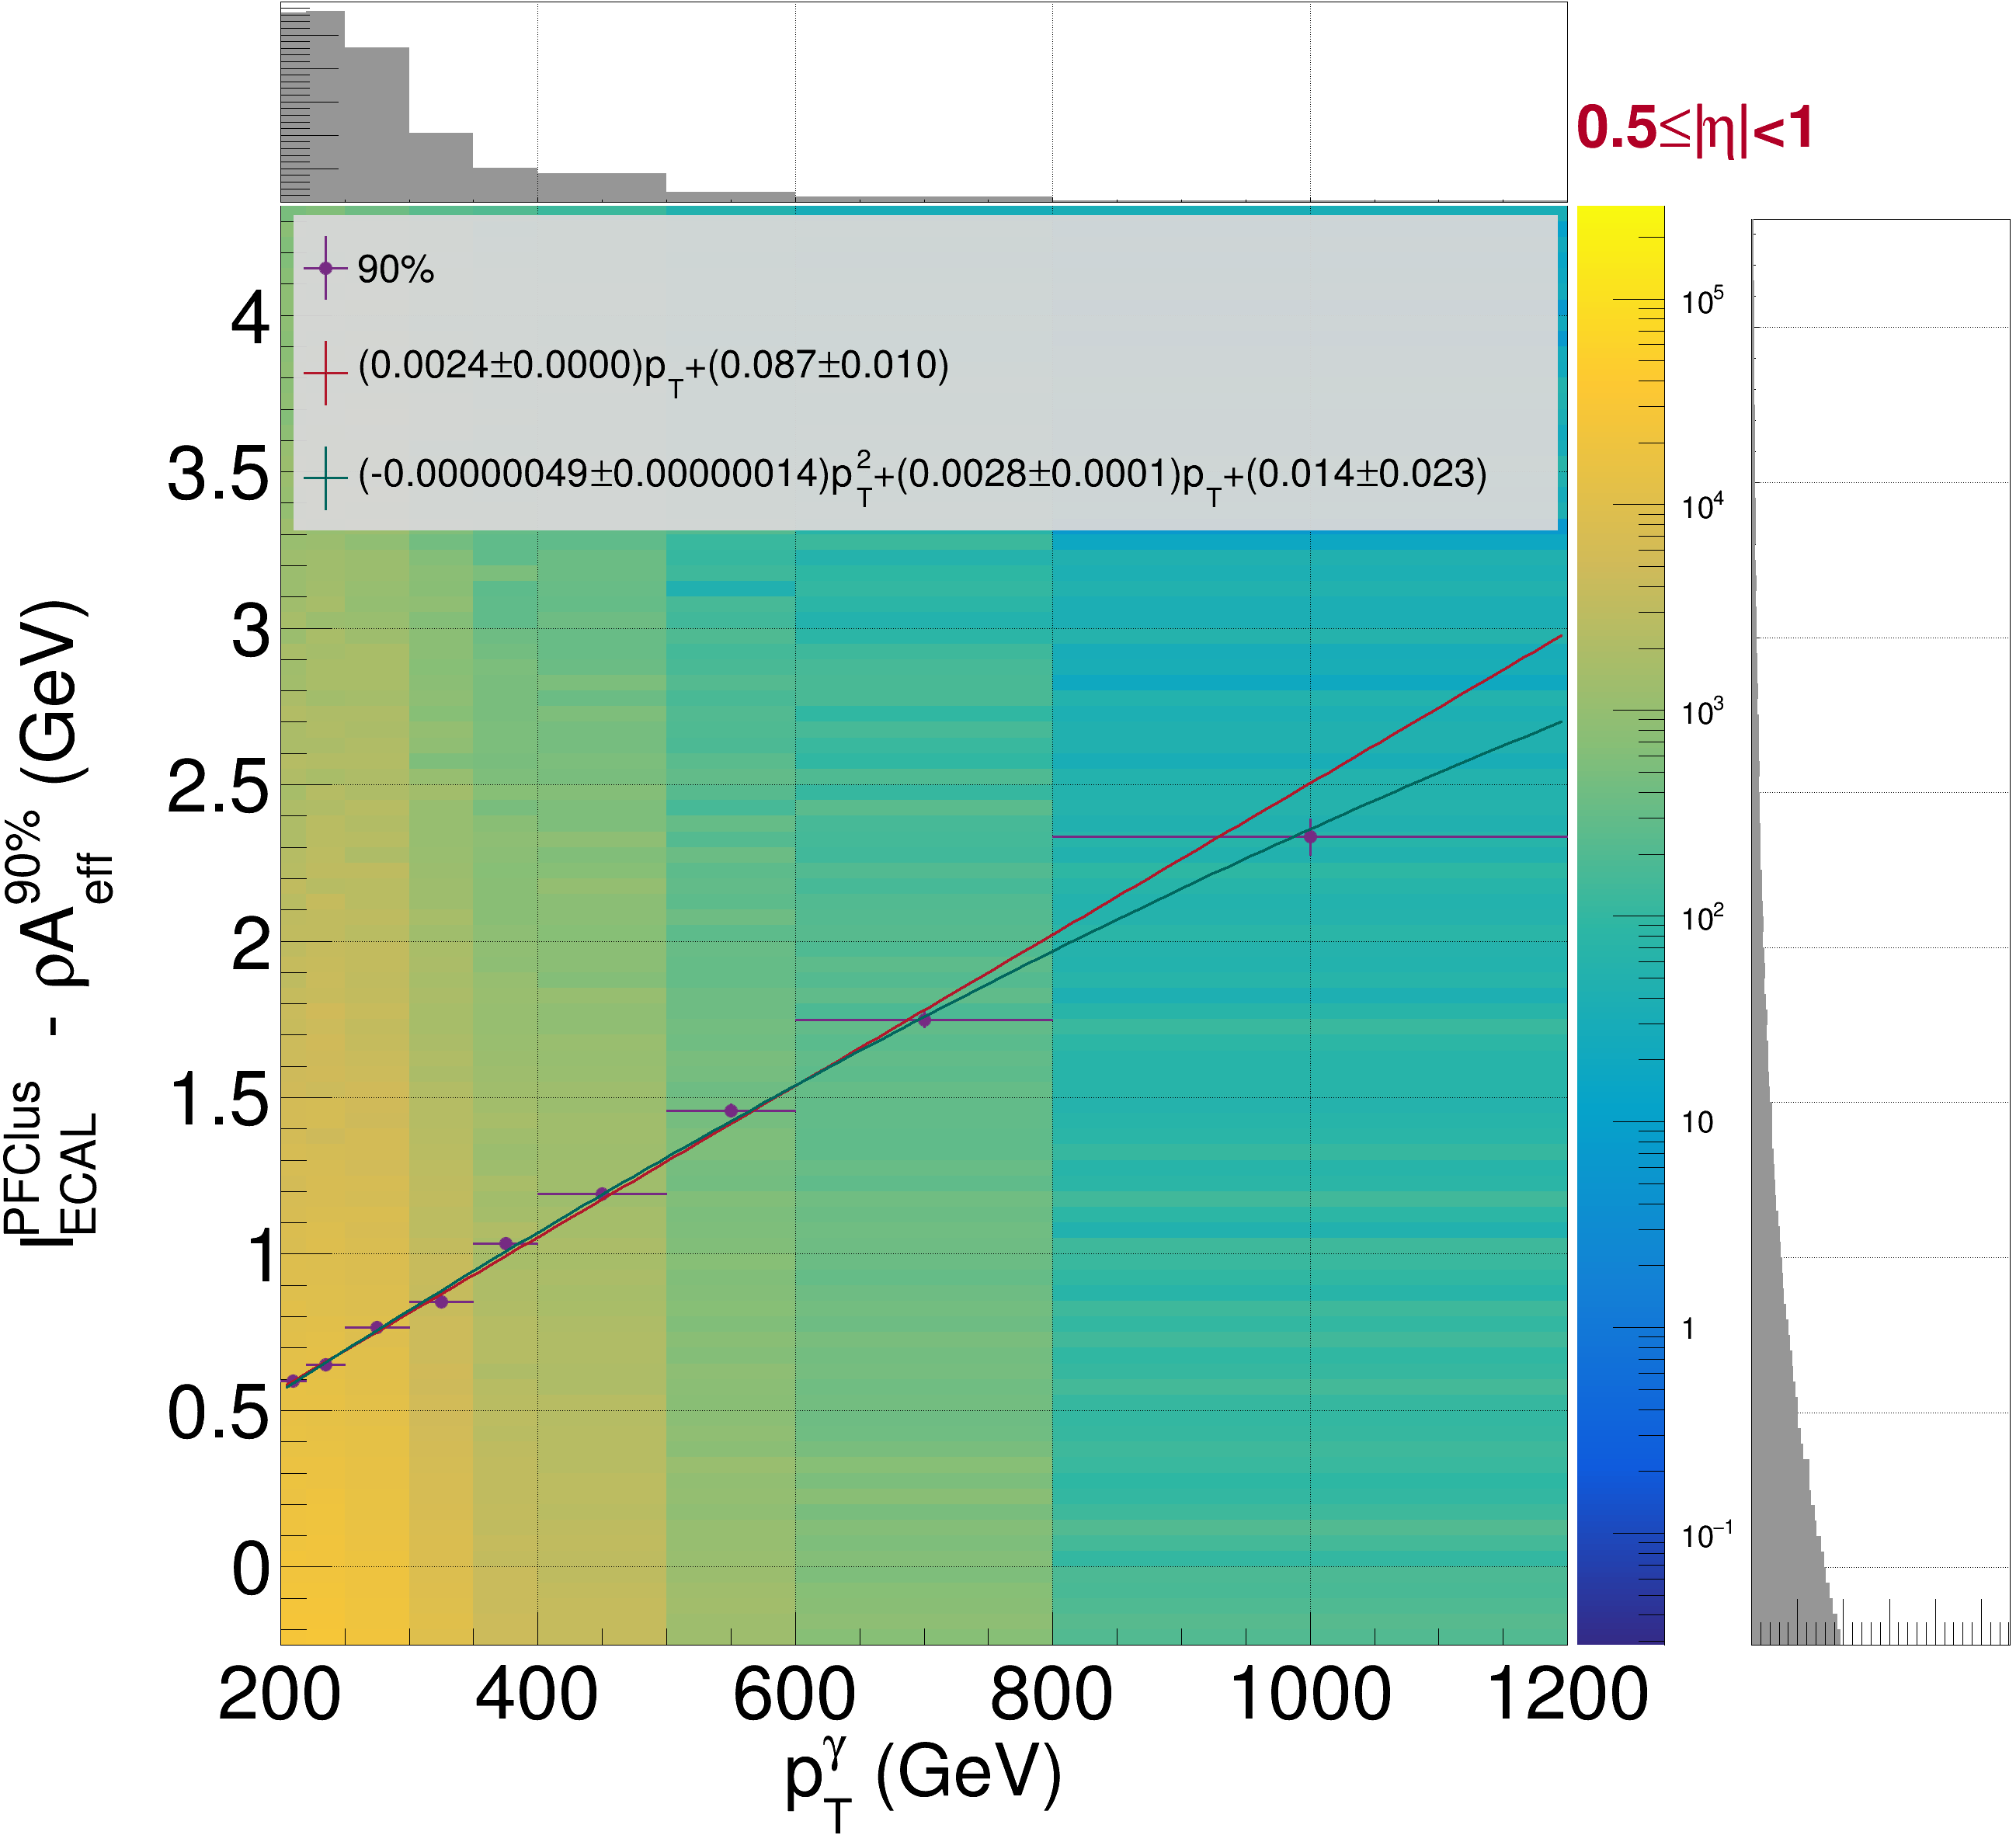 0.5≤|η|<1
90%
(0.0024±0.0000)p_T+(0.087±0.010)
(-0.00000049±0.00000014)p_T^2+(0.0028±0.0001)p_T+(0.014±0.023)
4
3.5
3
2.5
2
1.5
1
0.5
0
I_ECAL^PFClus - ρA_eff^90% (GeV)
200 400 600 800 1000 1200
p_T^γ (GeV)
10^5
10^4
10^3
10^2
10
1
10^−1